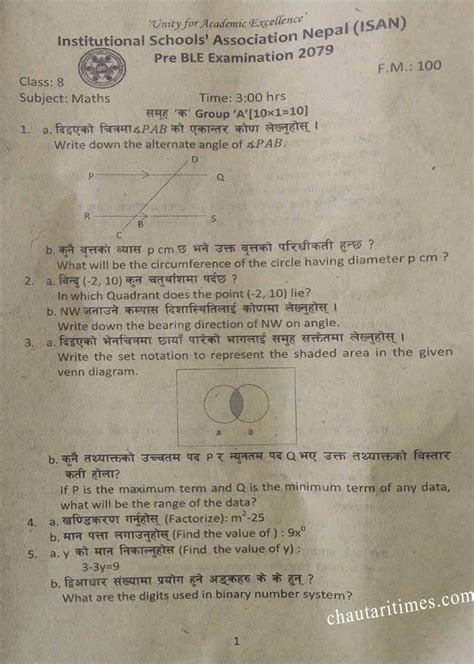 'Unity for Academic Excellence'
Institutional Schools' Association Nepal (ISAN)
Pre BLE Examination 2079
F.M.: 100
Class: 8
Subject: Maths
Time: 3:00 hrs
समूह 'क' Group 'A'[10×1=10]
1. a. दिइएको चित्रमा∡PAB को एकान्तर कोण लेख्नुहोस् ।
Write down the alternate angle of ∡PAB.
D
P
Q
R
B
S
C
b. कुनै वृत्तका व्यास p cm छ भने उक्त वृत्तको परिधीकती हुन्छ ?
What will be the circumference of the circle having diameter p cm ?
2. a. विन्दु (-2, 10) कुन चतुर्थांशमा पर्दछ ?
In which Quadrant does the point (-2, 10) lie?
b. NW जनाउने कम्पास दिशास्थितिलाई कोणमा लेख्नुहोस् ।
Write down the bearing direction of NW on angle.
3. a. दिइएको भेनचित्रमा छायाँ पारेको भागलाई समूह सङ्केतमा लेख्नुहोस् ।
Write the set notation to represent the shaded area in the given
venn diagram.
A B
b. कुनै तथ्याङ्कको उच्चतम पद P र न्युनतम पद Q भए उक्त तथ्याङ्कको विस्तार
कती होला?
If P is the maximum term and Q is the minimum term of any data,
what will be the range of the data?
4. a. खण्डिकरण गर्नुहोस् (Factorize): m²-25
b. मान पत्ता लगाउनुहोस् (Find the value of ) : 9x⁰
5. a. y को मान निकाल्नुहोस (Find the value of y) :
3-3y=9
b. द्विआधार संख्यामा प्रयोग हुने अङ्कहरु के के हुन् ?
What are the digits used in binary number system?
chautaritimes.com
1